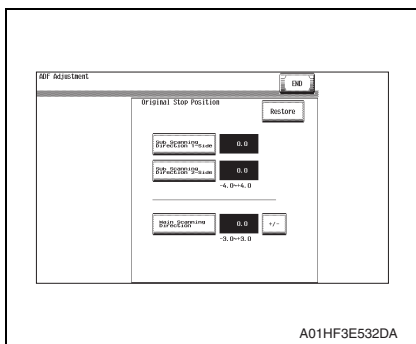 ADF Adjustment
END
Original Stop Position
Restore
Sub Scanning
Direction 1-Side
0.0
Sub Scanning
Direction 2-Side
0.0
-4.0~+4.0
Main Scanning
Direction
0.0
+/-
-3.0~+3.0
A01HF3E532DA